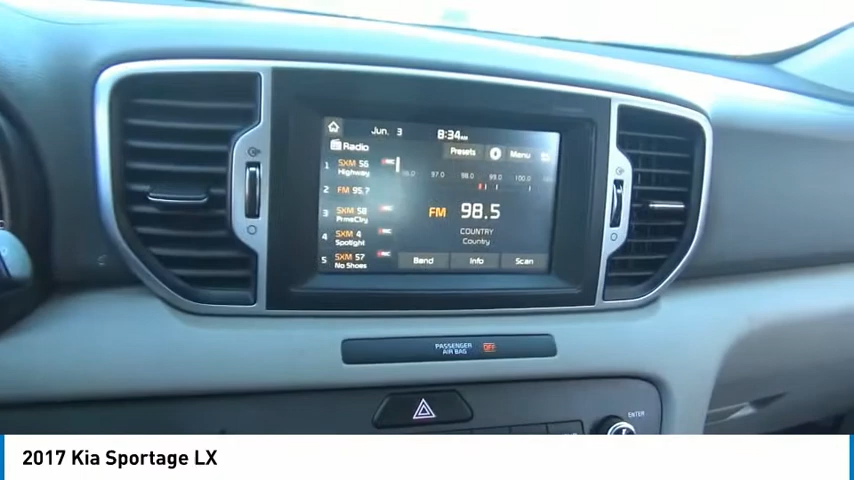 Jun. 3 8:34AM
Radio Presets Menu
1 SXM 56
Highway
97.0 98.0 99.0 100.0
2 FM 95.7
3 SXM 58
PrmeCtry
FM 98.5
4 SXM 4
Spotlight
COUNTRY
Country
5 SXM 57
No Shoes
Band Info Scan
PASSENGER
AIR BAG OFF
ENTER
2017 Kia Sportage LX